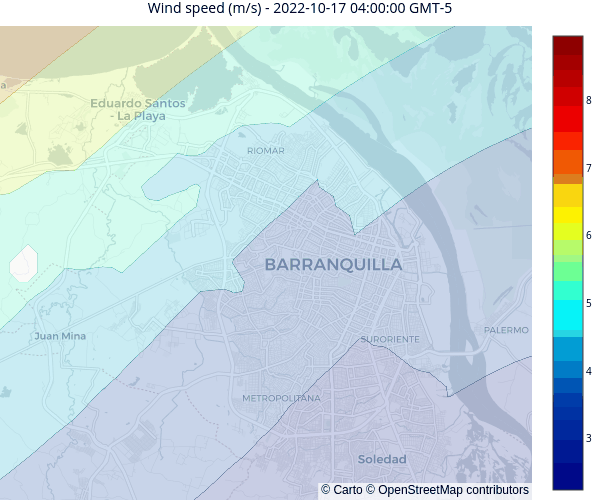 Wind speed (m/s) - 2022-10-17 04:00:00 GMT-5
a
Eduardo Santos
- La Playa
RIOMAR
BARRANQUILLA
Juan Mina
SURORIENTE
PALERMO
METROPOLITANA
Soledad
© Carto © OpenStreetMap contributors
8
7
6
5
4
3